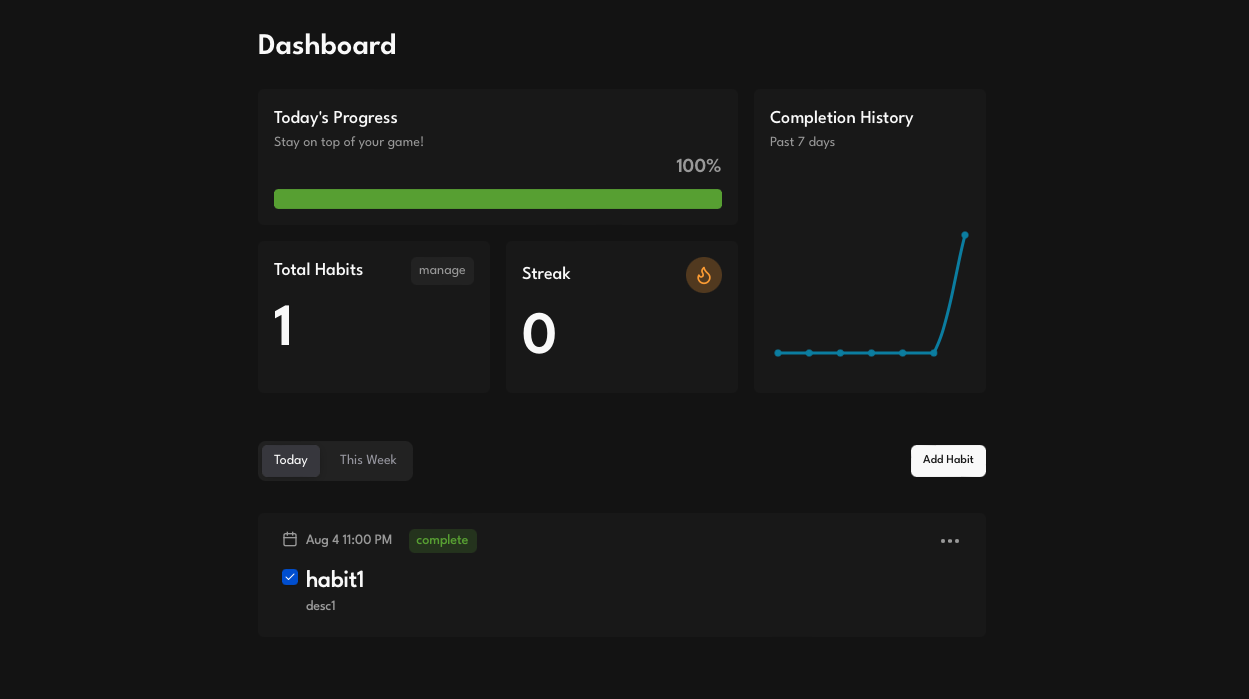 Dashboard
Today's Progress
Stay on top of your game!
100%
Completion History
Past 7 days
Total Habits
manage
1
Streak
0
Today
This Week
Add Habit
Aug 4 11:00 PM
complete
habit1
desc1